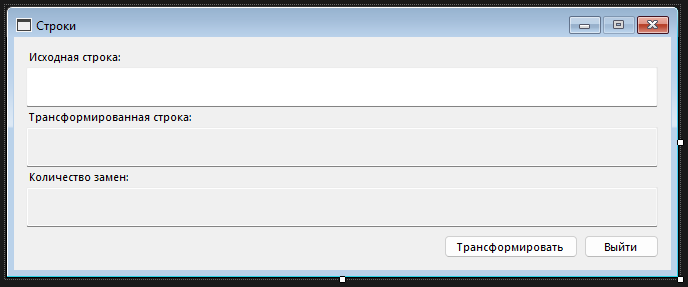 Строки
Исходная строка:
Трансформированная строка:
Количество замен:
Трансформировать Выйти